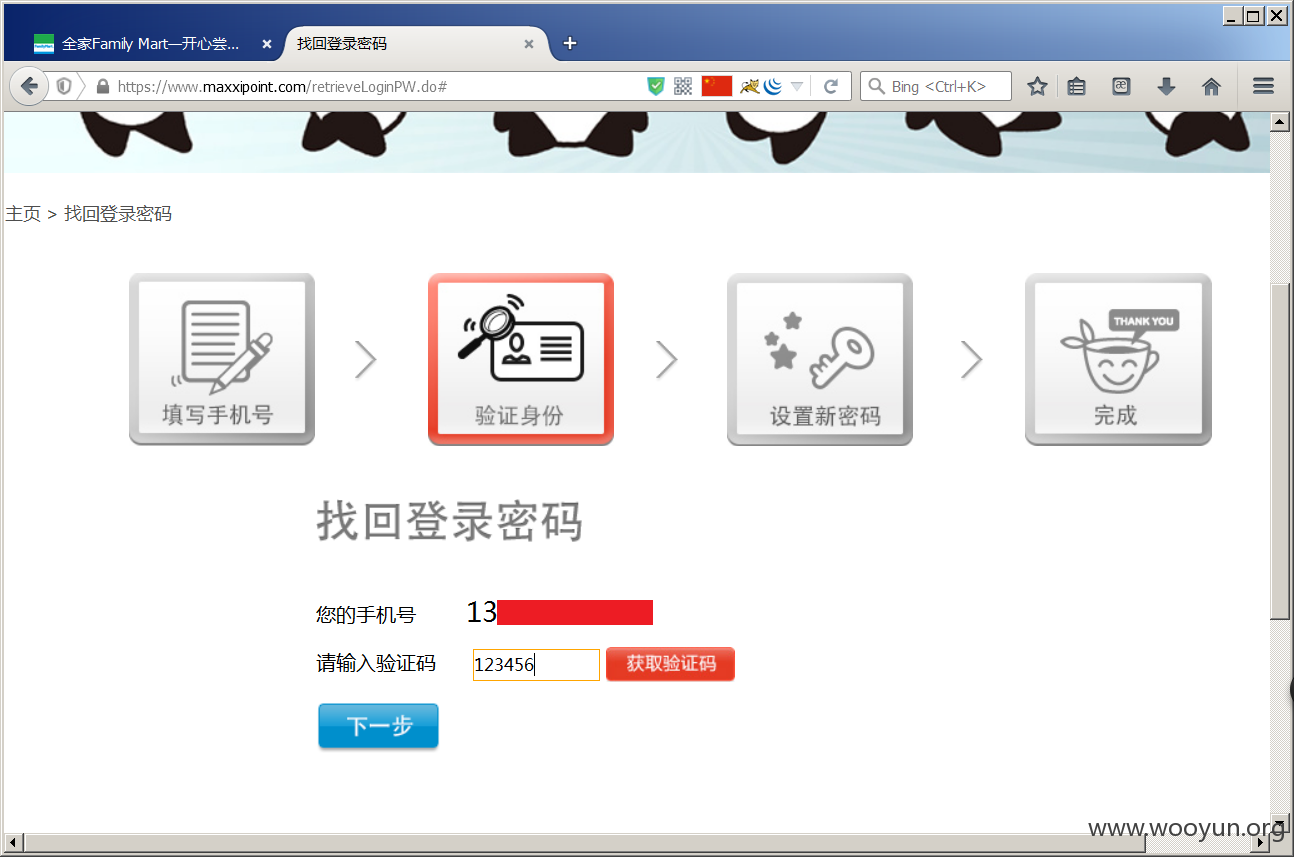 全家Family Mart—开心尝...
找回登录密码
https://www.maxxipoint.com/retrieveLoginPW.do#
Bing <Ctrl+K>
主页 > 找回登录密码
填写手机号
验证身份
设置新密码
THANK YOU
完成
找回登录密码
您的手机号 13
请输入验证码 123456 获取验证码
下一步
www.wooyun.org